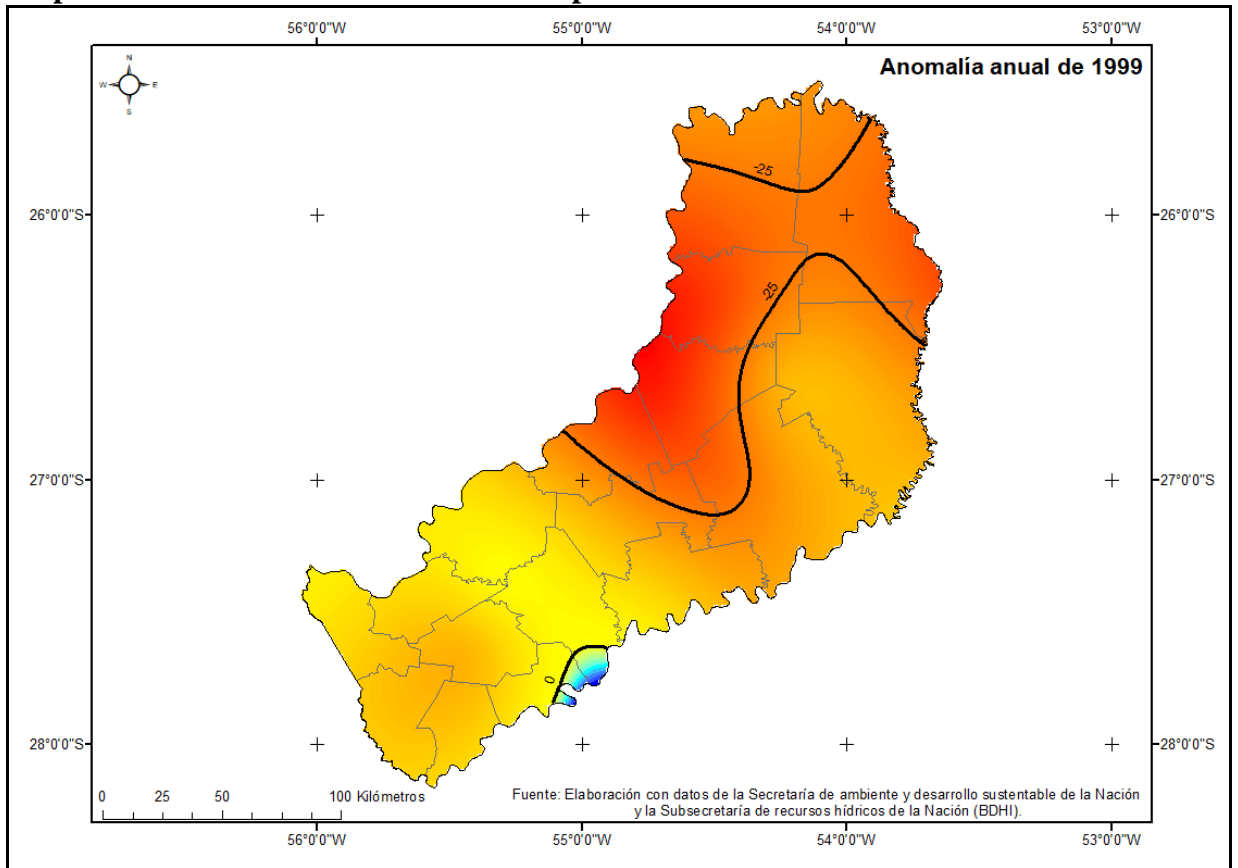 56°0'0"W 55°0'0"W 54°0'0"W 53°0'0"W
N
W E
S
Anomalía anual de 1999
-25
26°0'0"S 26°0'0"S
-25
27°0'0"S 27°0'0"S
0
28°0'0"S 28°0'0"S
0 25 50 100 Kilómetros
Fuente: Elaboración con datos de la Secretaría de ambiente y desarrollo sustentable de la Nación
y la Subsecretaría de recursos hídricos de la Nación (BDHI).
56°0'0"W 55°0'0"W 54°0'0"W 53°0'0"W